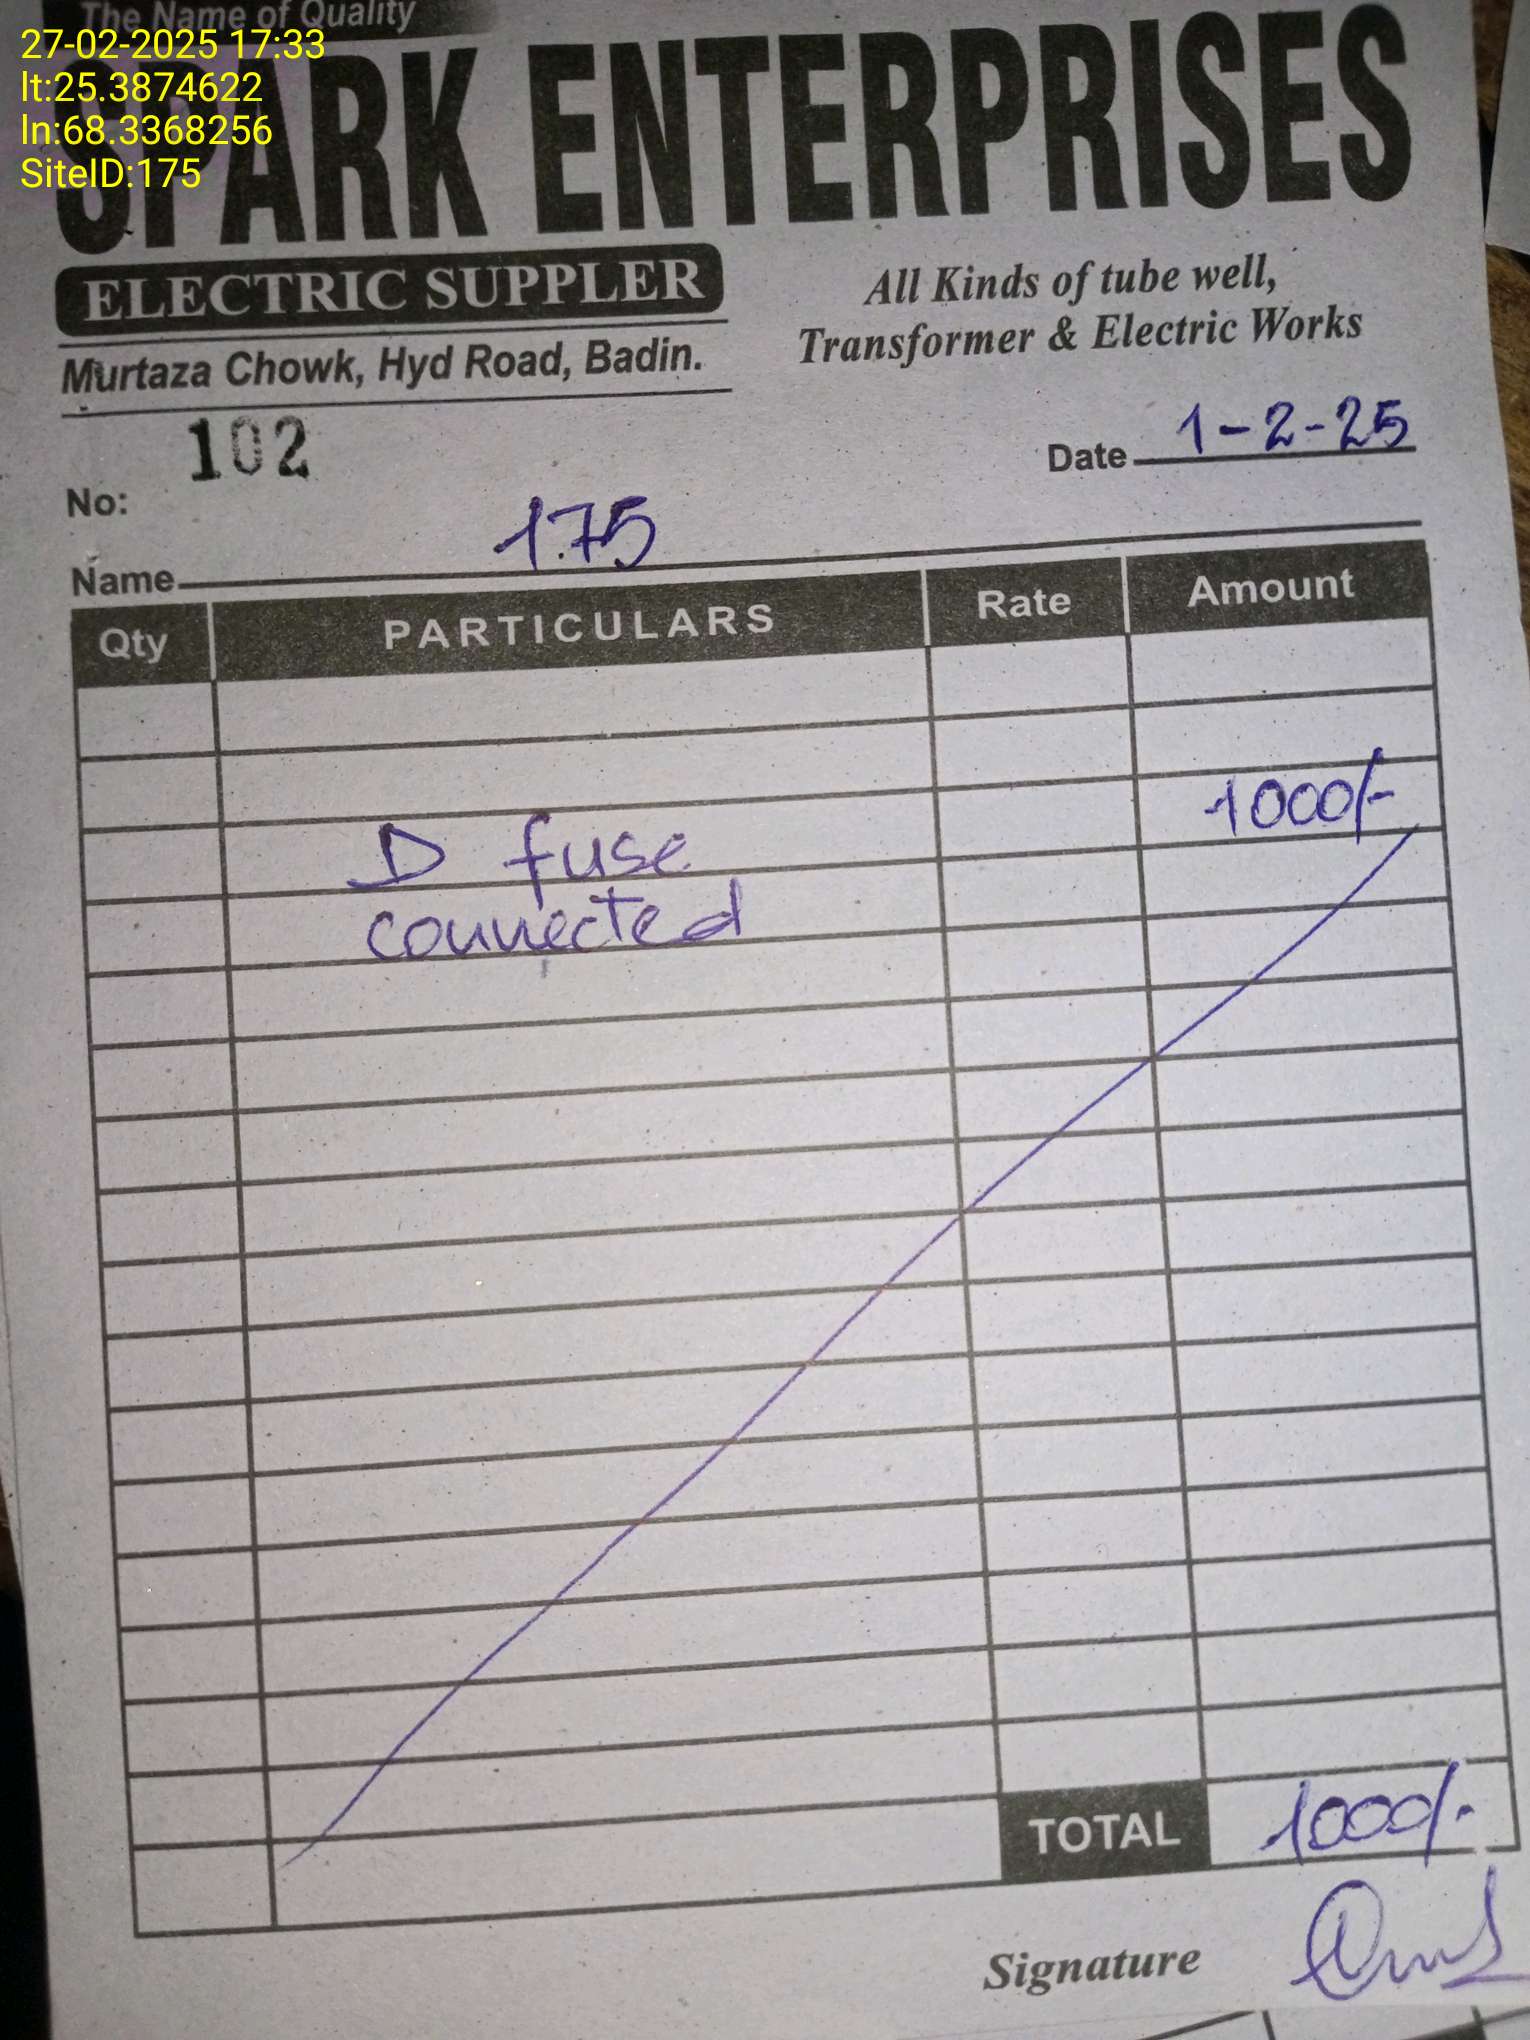 The Name of Quality
27-02-2025 17:33
lt:25.3874622
ln:68.3368256
SiteID:175
SPARK ENTERPRISES
ELECTRIC SUPPLER
All Kinds of tube well,
Transformer & Electric Works
Murtaza Chowk, Hyd Road, Badin.
No: 102
Date 1-2-25
Name 175
Qty PARTICULARS Rate Amount
D fuse 1000/-
connected
TOTAL 1000/-
Signature